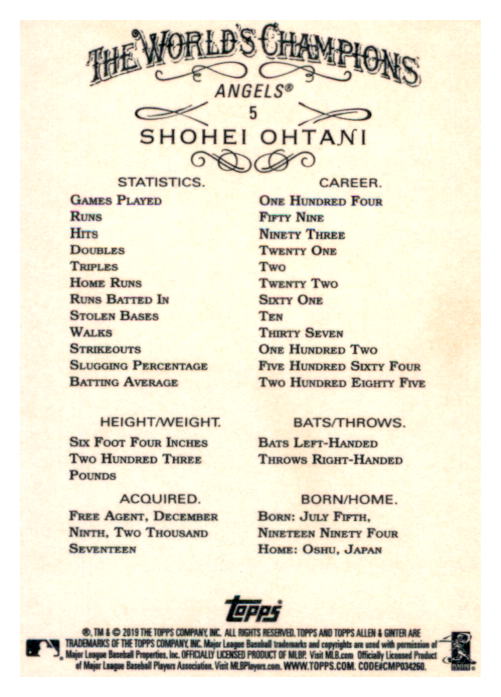 THE WORLD'S CHAMPIONS
ANGELS®
5
SHOHEI OHTANI
STATISTICS. CAREER.
GAMES PLAYED ONE HUNDRED FOUR
RUNS FIFTY NINE
HITS NINETY THREE
DOUBLES TWENTY ONE
TRIPLES TWO
HOME RUNS TWENTY TWO
RUNS BATTED IN SIXTY ONE
STOLEN BASES TEN
WALKS THIRTY SEVEN
STRIKEOUTS ONE HUNDRED TWO
SLUGGING PERCENTAGE FIVE HUNDRED SIXTY FOUR
BATTING AVERAGE TWO HUNDRED EIGHTY FIVE
HEIGHT/WEIGHT. BATS/THROWS.
SIX FOOT FOUR INCHES BATS LEFT-HANDED
TWO HUNDRED THREE THROWS RIGHT-HANDED
POUNDS
ACQUIRED. BORN/HOME.
FREE AGENT, DECEMBER BORN: JULY FIFTH,
NINTH, TWO THOUSAND NINETEEN NINETY FOUR
SEVENTEEN HOME: OSHU, JAPAN
topps
®, TM & © 2019 THE TOPPS COMPANY, INC. ALL RIGHTS RESERVED. TOPPS AND TOPPS ALLEN & GINTER ARE
TRADEMARKS OF THE TOPPS COMPANY, INC. Major League Baseball trademarks and copyrights are used with permission of
Major League Baseball Properties, Inc. OFFICIALLY LICENSED PRODUCT OF MLBP. Visit MLB.com Officially Licensed Product
of Major League Baseball Players Association. Visit MLBPlayers.com. WWW.TOPPS.COM. CODE#CMP034260.